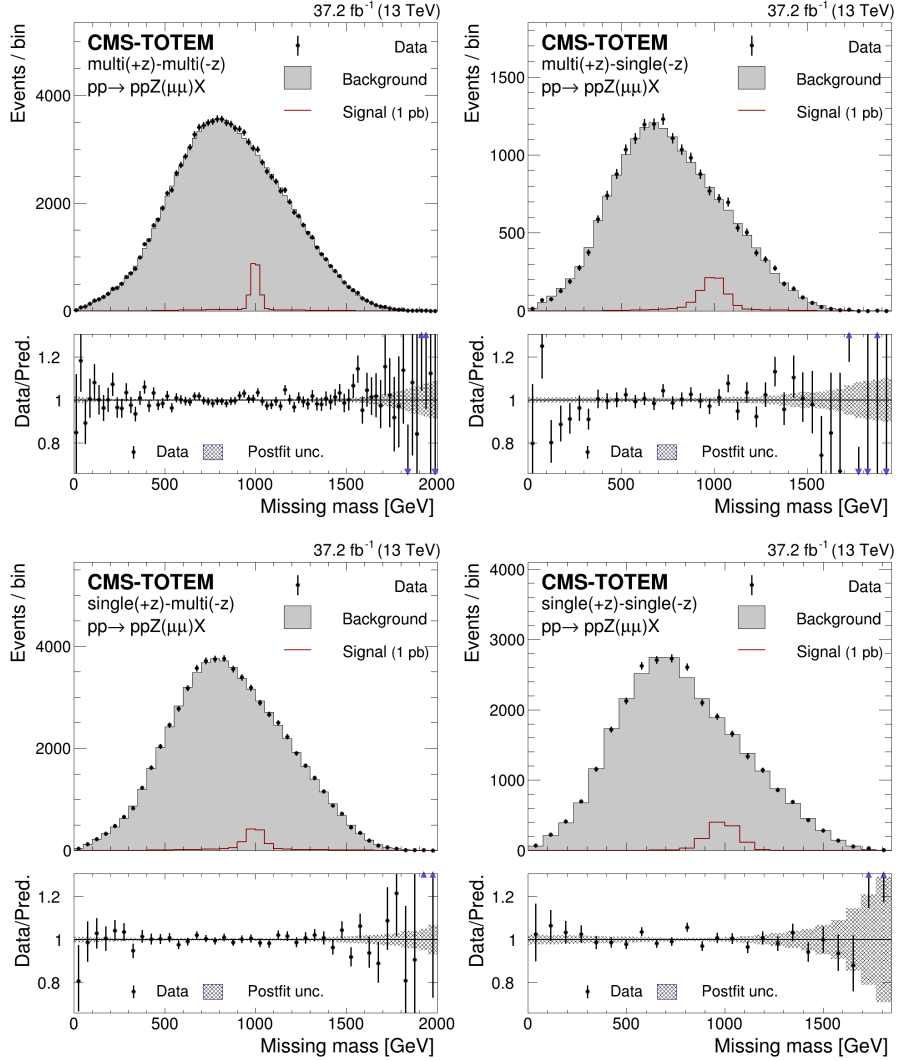 37.2 fb⁻¹ (13 TeV)
Events / bin
CMS-TOTEM
multi(+z)-multi(-z)
pp→ ppZ(μμ)X
Data
Background
Signal (1 pb)
4000
2000
0
Data/Pred.
1.2
1
0.8
Data
Postfit unc.
0 500 1000 1500 2000
Missing mass [GeV]
37.2 fb⁻¹ (13 TeV)
Events / bin
CMS-TOTEM
multi(+z)-single(-z)
pp→ ppZ(μμ)X
Data
Background
Signal (1 pb)
1500
1000
500
0
Data/Pred.
1.2
1
0.8
Data
Postfit unc.
0 500 1000 1500
Missing mass [GeV]
37.2 fb⁻¹ (13 TeV)
Events / bin
CMS-TOTEM
single(+z)-multi(-z)
pp→ ppZ(μμ)X
Data
Background
Signal (1 pb)
4000
2000
0
Data/Pred.
1.2
1
0.8
Data
Postfit unc.
0 500 1000 1500 2000
Missing mass [GeV]
37.2 fb⁻¹ (13 TeV)
Events / bin
CMS-TOTEM
single(+z)-single(-z)
pp→ ppZ(μμ)X
Data
Background
Signal (1 pb)
4000
3000
2000
1000
0
Data/Pred.
1.2
1
0.8
Data
Postfit unc.
0 500 1000 1500
Missing mass [GeV]